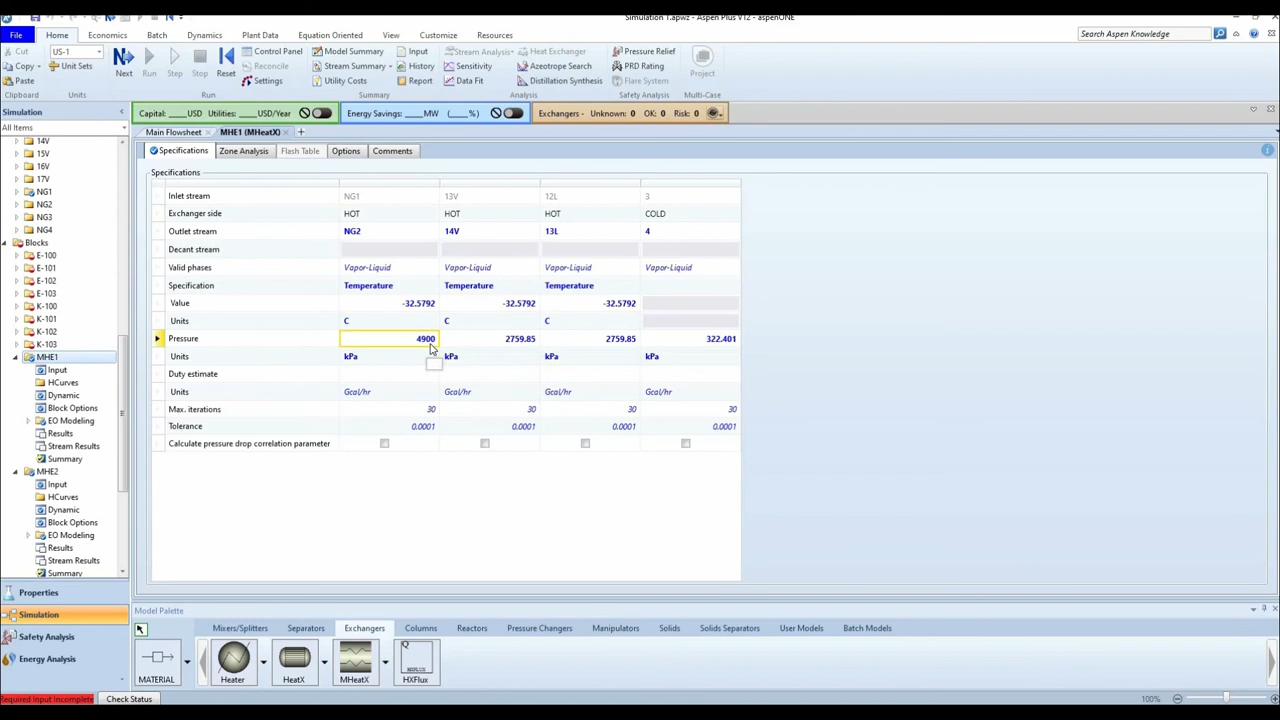 Simulation 1.apwz - Aspen Plus V12 - aspenONE
File Home Economics Batch Dynamics Plant Data Equation Oriented View Customize Resources Search Aspen Knowledge
Cut US-1 Next Run Step Stop Reset Control Panel Model Summary Input Stream Analysis Heat Exchanger Pressure Relief Project
Copy Unit Sets Reconcile Stream Summary History Sensitivity Azeotrope Search PRD Rating
Paste Settings Utility Costs Report Data Fit Distillation Synthesis Flare System
Clipboard Units Run Summary Analysis Safety Analysis Multi-Case
Simulation Capital: ____ USD Utilities: ____ USD/Year Energy Savings: ____ MW (____ %) Exchangers - Unknown: 0 OK: 0 Risk: 0
All Items Main Flowsheet MHE1 (MHeatX) +
14V
15V
16V
17V
NG1
NG2
NG3
NG4
Blocks
E-100
E-101
E-102
E-103
K-100
K-101
K-102
K-103
MHE1
Input
HCurves
Dynamic
Block Options
EO Modeling
Results
Stream Results
Summary
MHE2
Input
HCurves
Dynamic
Block Options
EO Modeling
Results
Stream Results
Summary
Properties
Simulation
Safety Analysis
Energy Analysis
Specifications Zone Analysis Flash Table Options Comments
Specifications
Inlet stream NG1 13V 12L 3
Exchanger side HOT HOT HOT COLD
Outlet stream NG2 14V 13L 4
Decant stream
Valid phases Vapor-Liquid Vapor-Liquid Vapor-Liquid Vapor-Liquid
Specification Temperature Temperature Temperature
Value -32.5792 -32.5792 -32.5792
Units C C C
Pressure 4900 2759.85 2759.85 322.401
Units kPa kPa kPa kPa
Duty estimate
Units Gcal/hr Gcal/hr Gcal/hr Gcal/hr
Max. iterations 30 30 30 30
Tolerance 0.0001 0.0001 0.0001 0.0001
Calculate pressure drop correlation parameter
Model Palette
Mixers/Splitters Separators Exchangers Columns Reactors Pressure Changers Manipulators Solids Solids Separators User Models Batch Models
Q
HXFLUX
MATERIAL Heater HeatX MHeatX HXFlux
Required Input Incomplete Check Status 100%